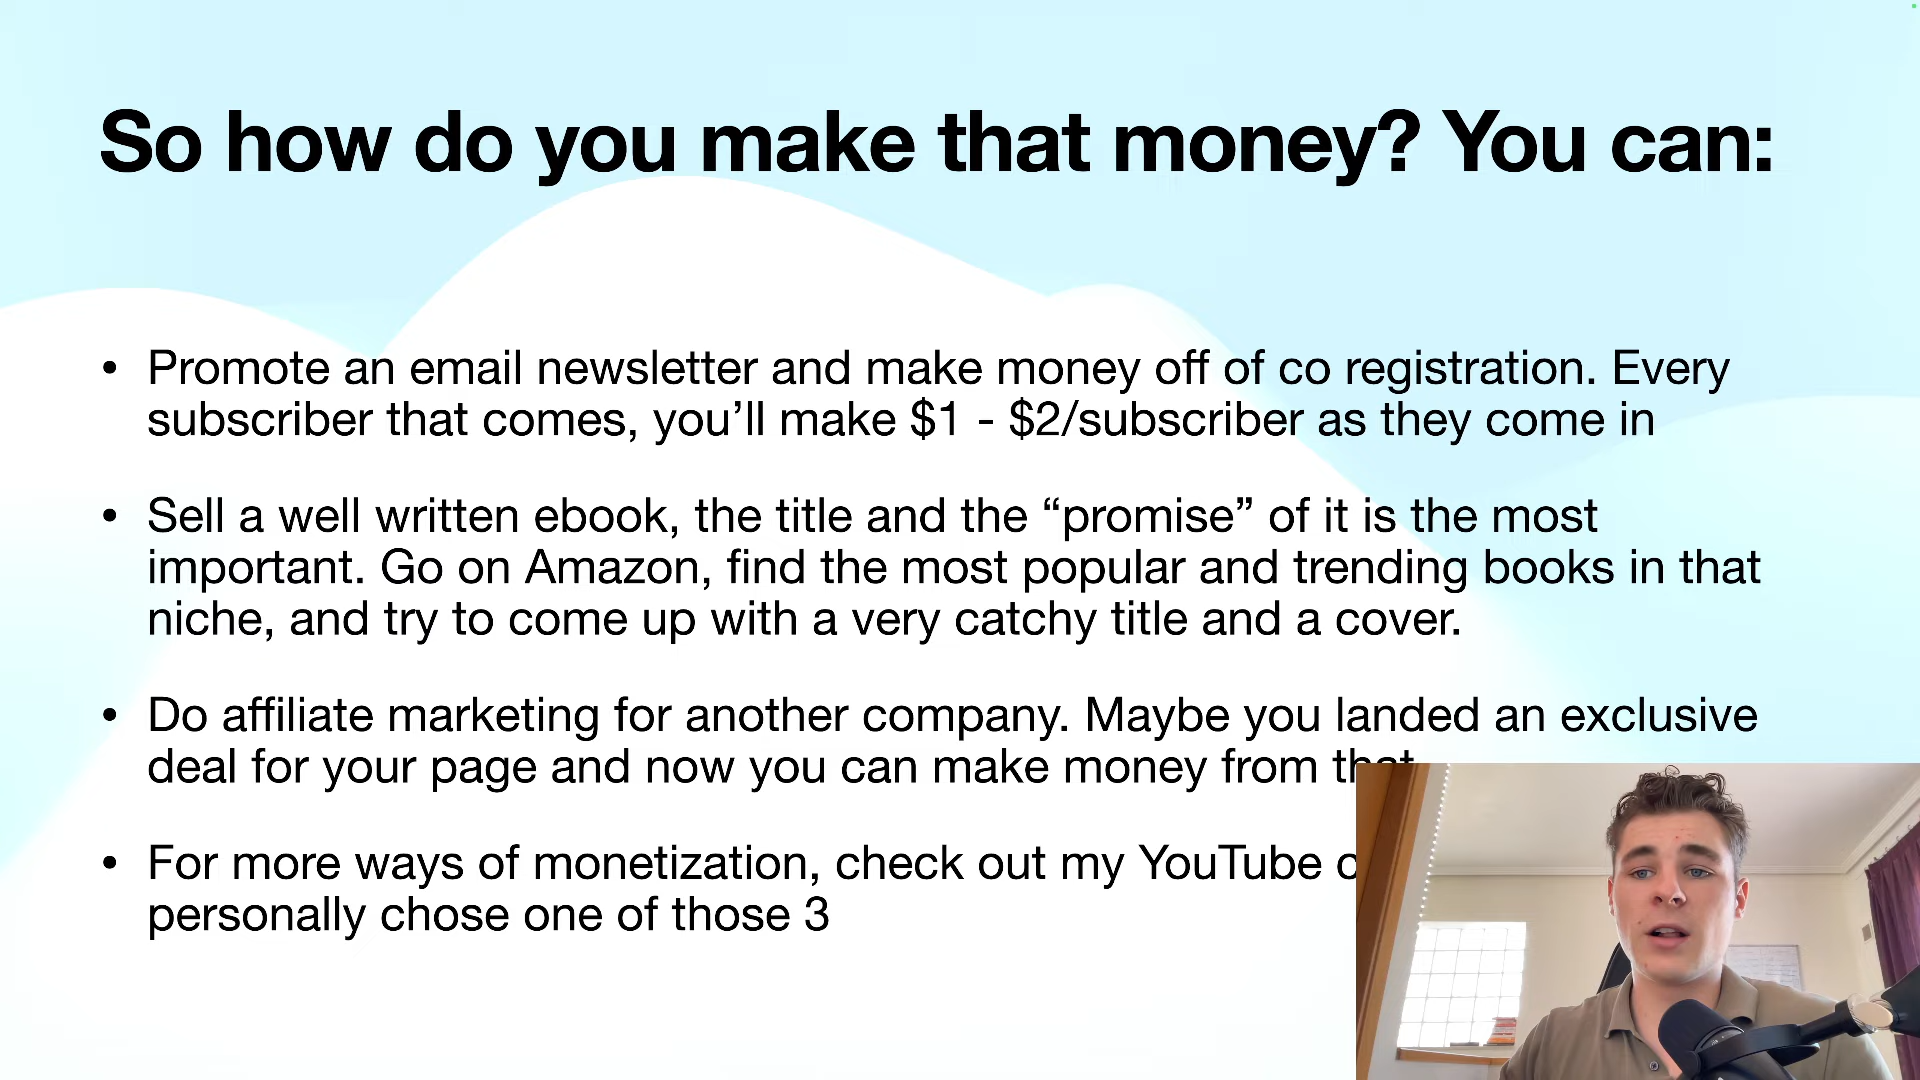 So how do you make that money? You can:
• Promote an email newsletter and make money off of co registration. Every
subscriber that comes, you’ll make $1 - $2/subscriber as they come in
• Sell a well written ebook, the title and the “promise” of it is the most
important. Go on Amazon, find the most popular and trending books in that
niche, and try to come up with a very catchy title and a cover.
• Do affiliate marketing for another company. Maybe you landed an exclusive
deal for your page and now you can make money from that
• For more ways of monetization, check out my YouTube
personally chose one of those 3